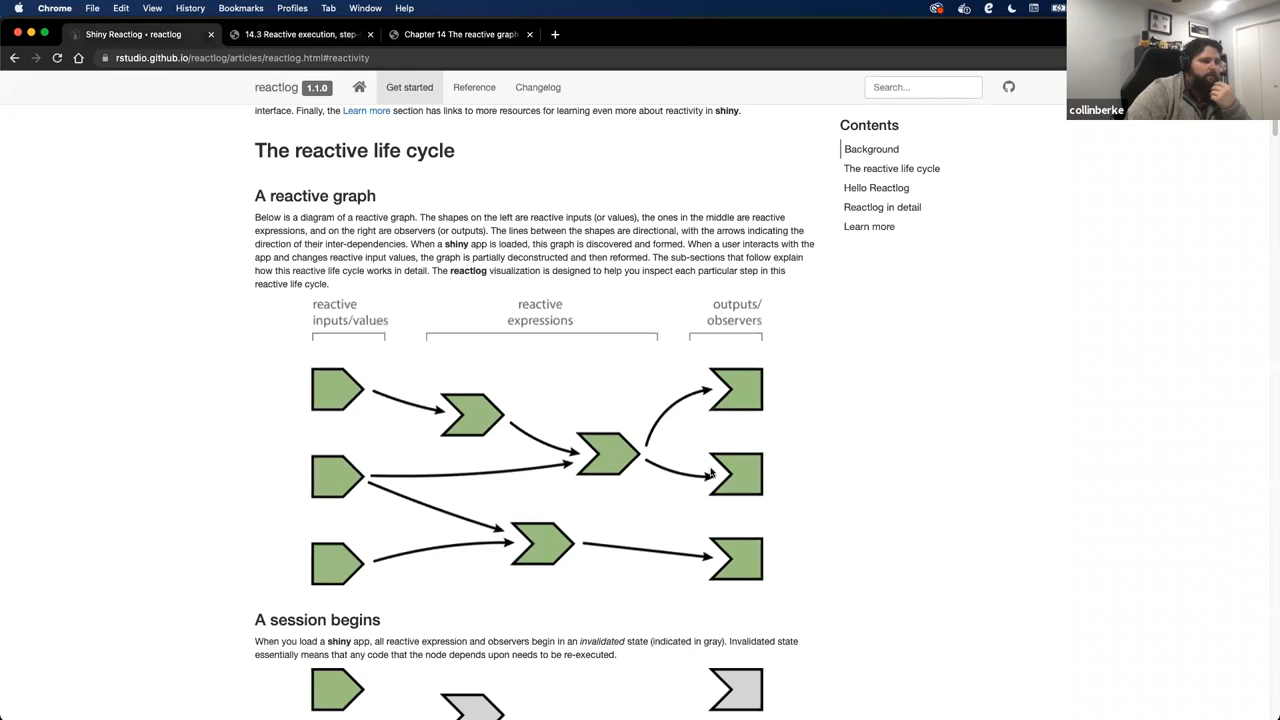 Chrome File Edit View History Bookmarks Profiles Tab Window Help
Shiny Reactlog • reactlog
14.3 Reactive execution, step-
Chapter 14 The reactive graph
rstudio.github.io/reactlog/articles/reactlog.html#reactivity
reactlog 1.1.0 Get started Reference Changelog Search...
interface. Finally, the Learn more section has links to more resources for learning even more about reactivity in shiny.
The reactive life cycle
A reactive graph
Below is a diagram of a reactive graph. The shapes on the left are reactive inputs (or values), the ones in the middle are reactive
expressions, and on the right are observers (or outputs). The lines between the shapes are directional, with the arrows indicating the
direction of their inter-dependencies. When a shiny app is loaded, this graph is discovered and formed. When a user interacts with the
app and changes reactive input values, the graph is partially deconstructed and then reformed. The sub-sections that follow explain
how this reactive life cycle works in detail. The reactlog visualization is designed to help you inspect each particular step in this
reactive life cycle.
reactive
inputs/values
reactive
expressions
outputs/
observers
A session begins
When you load a shiny app, all reactive expression and observers begin in an invalidated state (indicated in gray). Invalidated state
essentially means that any code that the node depends upon needs to be re-executed.
Contents
Background
The reactive life cycle
Hello Reactlog
Reactlog in detail
Learn more
collinberke